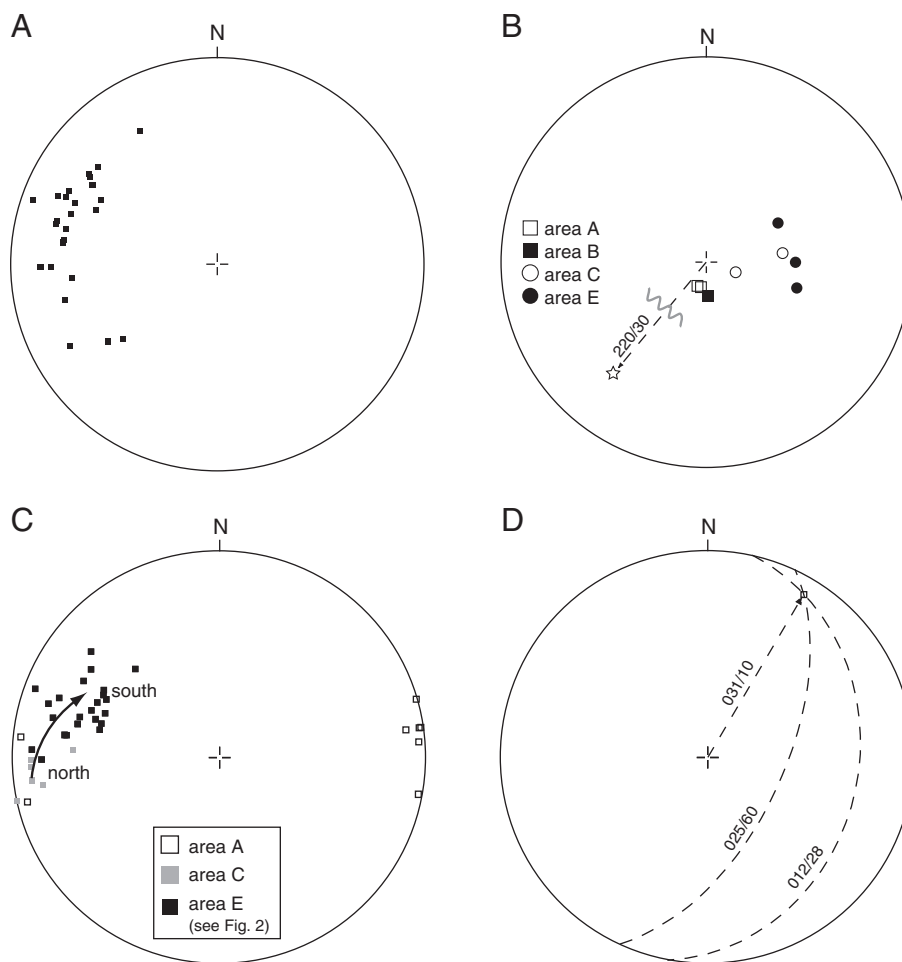 A
N
B
N
area A
area B
area C
area E
220/30
C
N
south
north
area A
area C
area E
(see Fig. 2)
D
N
031/10
025/60
012/28